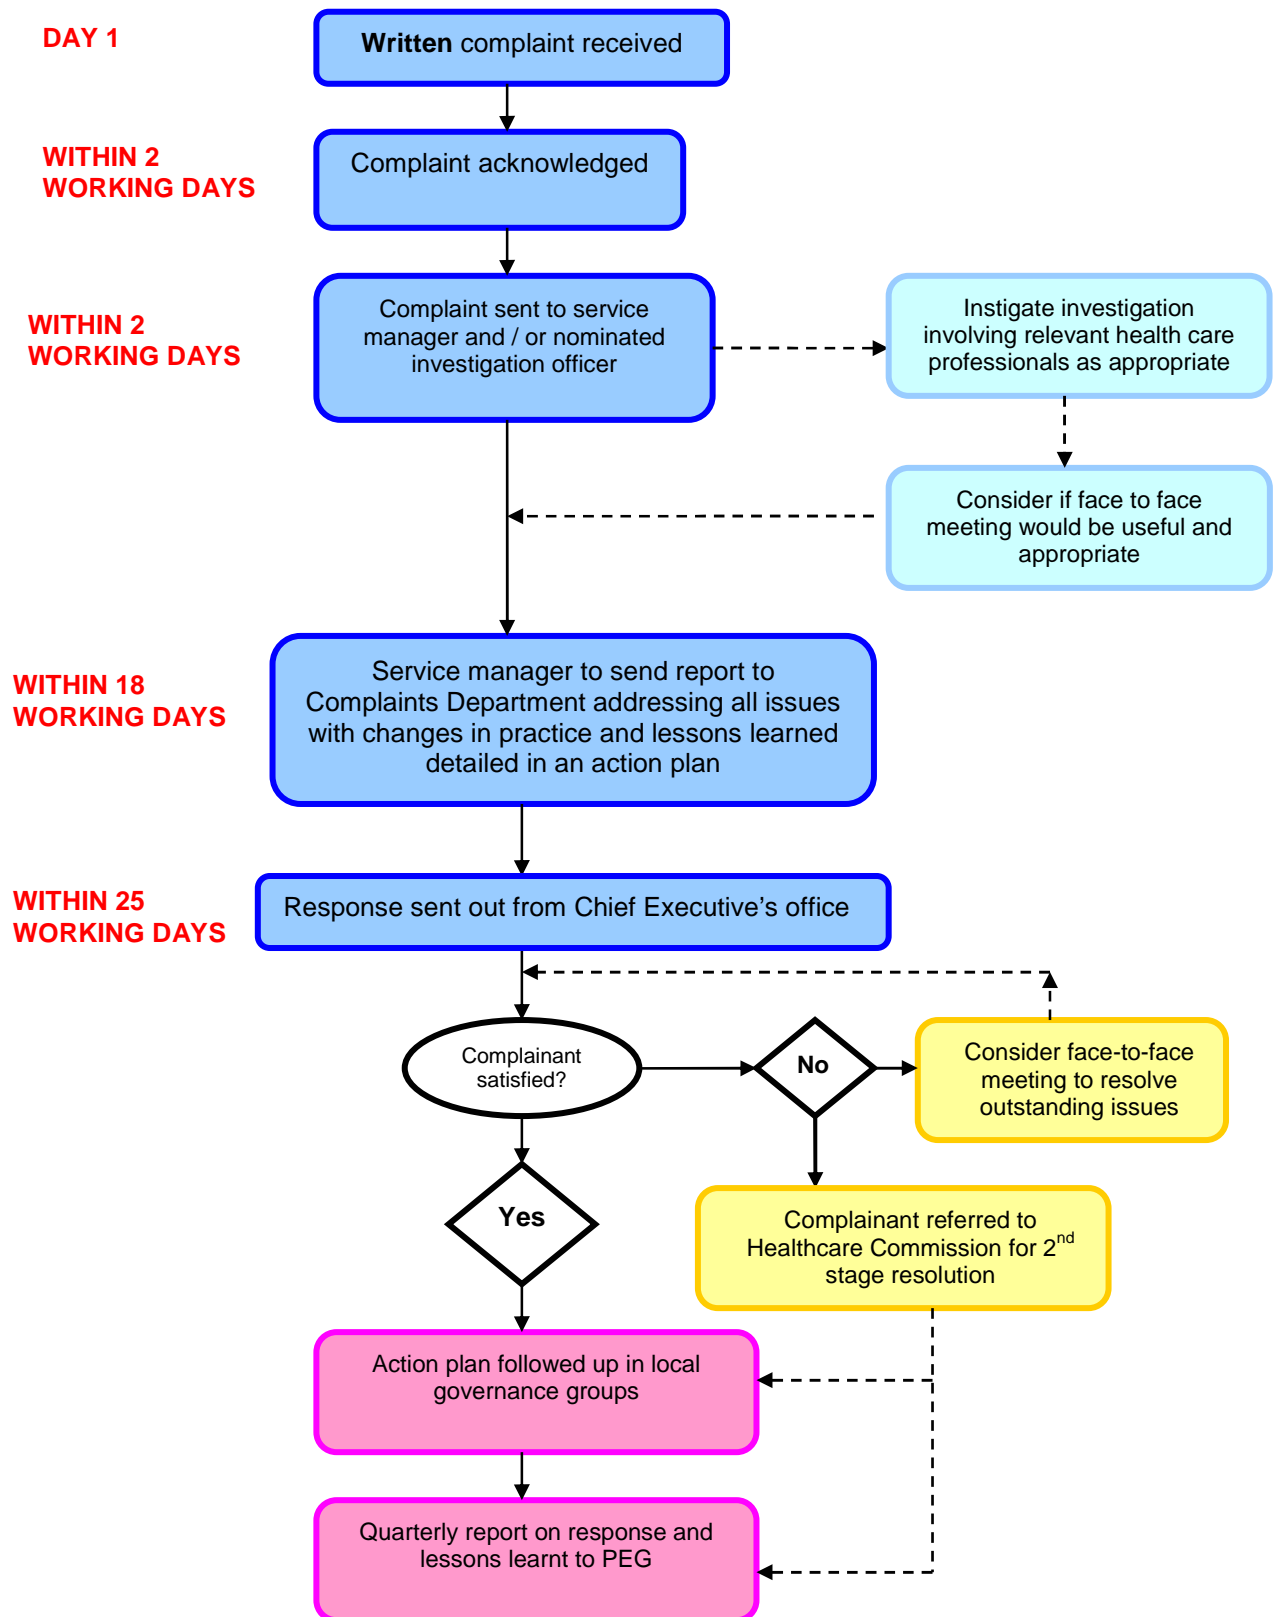 DAY 1
Written complaint received
WITHIN 2
WORKING DAYS
Complaint acknowledged
WITHIN 2
WORKING DAYS
Complaint sent to service
manager and / or nominated
investigation officer
Instigate investigation
involving relevant health care
professionals as appropriate
Consider if face to face
meeting would be useful and
appropriate
WITHIN 18
WORKING DAYS
Service manager to send report to
Complaints Department addressing all issues
with changes in practice and lessons learned
detailed in an action plan
WITHIN 25
WORKING DAYS
Response sent out from Chief Executive’s office
Complainant
satisfied?
No
Consider face-to-face
meeting to resolve
outstanding issues
Yes
Complainant referred to
Healthcare Commission for 2nd
stage resolution
Action plan followed up in local
governance groups
Quarterly report on response and
lessons learnt to PEG